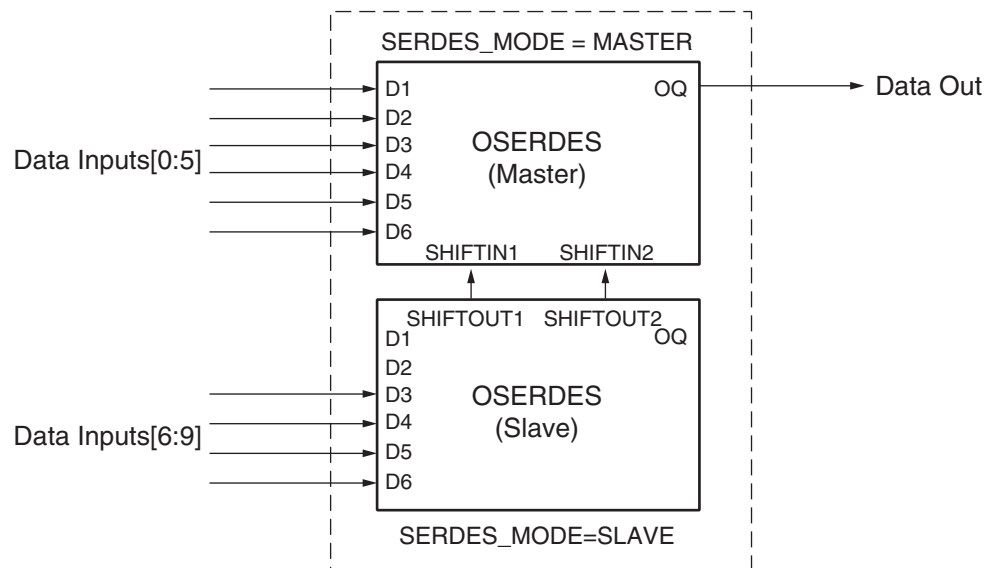 SERDES_MODE = MASTER
D1
OQ
Data Out
D2
D3
OSERDES
(Master)
Data Inputs[0:5]
D4
D5
D6
SHIFTIN1
SHIFTIN2
SHIFTOUT1
SHIFTOUT2
D1
OQ
D2
D3
OSERDES
(Slave)
Data Inputs[6:9]
D4
D5
D6
SERDES_MODE=SLAVE